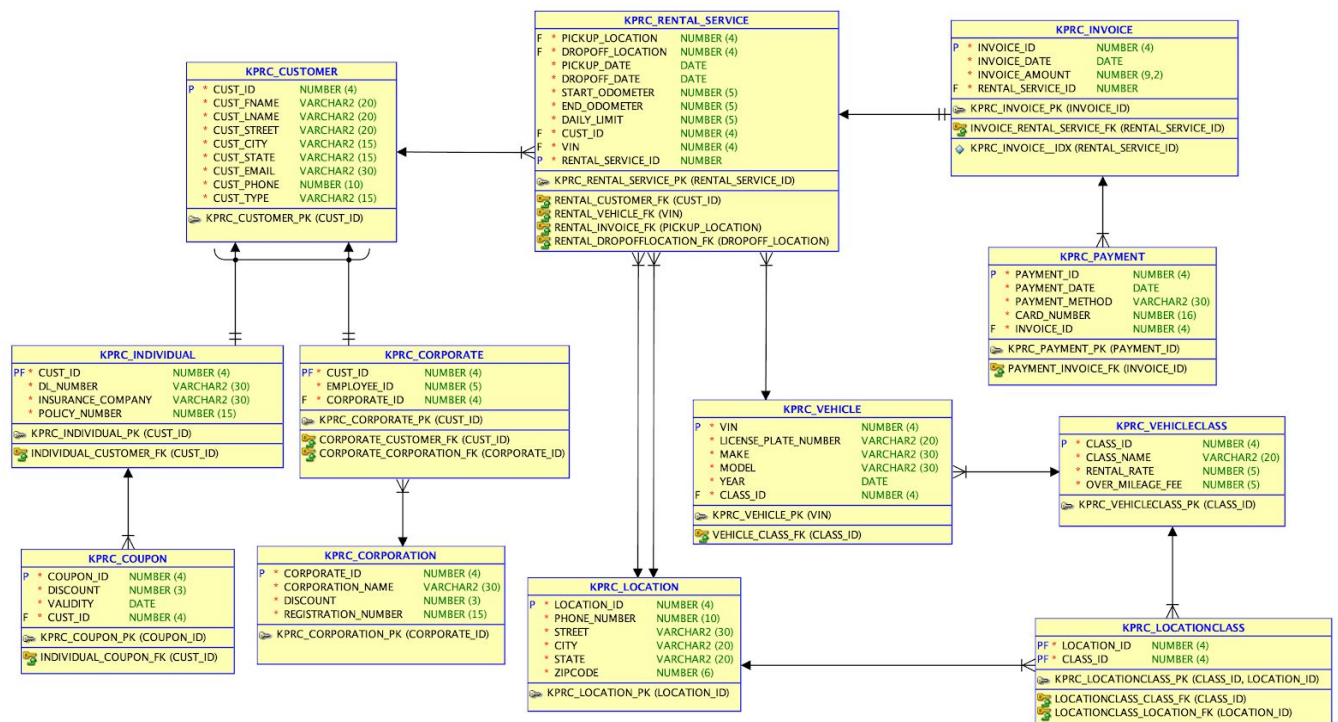 KPRC_RENTAL_SERVICE
F * PICKUP_LOCATION NUMBER (4)
F * DROPOFF_LOCATION NUMBER (4)
* PICKUP_DATE DATE
* DROPOFF_DATE DATE
* START_ODOMETER NUMBER (5)
* END_ODOMETER NUMBER (5)
* DAILY_LIMIT NUMBER (5)
F * CUST_ID NUMBER (4)
F * VIN NUMBER (4)
P * RENTAL_SERVICE_ID NUMBER
KPRC_RENTAL_SERVICE_PK (RENTAL_SERVICE_ID)
RENTAL_CUSTOMER_FK (CUST_ID)
RENTAL_VEHICLE_FK (VIN)
RENTAL_INVOICE_FK (PICKUP_LOCATION)
RENTAL_DROPOFFLOCATION_FK (DROPOFF_LOCATION)
KPRC_INVOICE
P * INVOICE_ID NUMBER (4)
* INVOICE_DATE DATE
* INVOICE_AMOUNT NUMBER (9,2)
F * RENTAL_SERVICE_ID NUMBER
KPRC_INVOICE_PK (INVOICE_ID)
INVOICE_RENTAL_SERVICE_FK (RENTAL_SERVICE_ID)
KPRC_INVOICE__IDX (RENTAL_SERVICE_ID)
KPRC_CUSTOMER
P * CUST_ID NUMBER (4)
* CUST_FNAME VARCHAR2 (20)
* CUST_LNAME VARCHAR2 (20)
* CUST_STREET VARCHAR2 (20)
* CUST_CITY VARCHAR2 (15)
* CUST_STATE VARCHAR2 (15)
* CUST_EMAIL VARCHAR2 (30)
* CUST_PHONE NUMBER (10)
* CUST_TYPE VARCHAR2 (15)
KPRC_CUSTOMER_PK (CUST_ID)
KPRC_PAYMENT
P * PAYMENT_ID NUMBER (4)
* PAYMENT_DATE DATE
* PAYMENT_METHOD VARCHAR2 (30)
* CARD_NUMBER NUMBER (16)
F * INVOICE_ID NUMBER (4)
KPRC_PAYMENT_PK (PAYMENT_ID)
PAYMENT_INVOICE_FK (INVOICE_ID)
KPRC_INDIVIDUAL
PF * CUST_ID NUMBER (4)
* DL_NUMBER VARCHAR2 (30)
* INSURANCE_COMPANY VARCHAR2 (30)
* POLICY_NUMBER NUMBER (15)
KPRC_INDIVIDUAL_PK (CUST_ID)
INDIVIDUAL_CUSTOMER_FK (CUST_ID)
KPRC_CORPORATE
PF * CUST_ID NUMBER (4)
* EMPLOYEE_ID NUMBER (5)
F * CORPORATE_ID NUMBER (4)
KPRC_CORPORATE_PK (CUST_ID)
CORPORATE_CUSTOMER_FK (CUST_ID)
CORPORATE_CORPORATION_FK (CORPORATE_ID)
KPRC_VEHICLE
P * VIN NUMBER (4)
* LICENSE_PLATE_NUMBER VARCHAR2 (20)
* MAKE VARCHAR2 (30)
* MODEL VARCHAR2 (30)
* YEAR DATE
F * CLASS_ID NUMBER (4)
KPRC_VEHICLE_PK (VIN)
VEHICLE_CLASS_FK (CLASS_ID)
KPRC_VEHICLECLASS
P * CLASS_ID NUMBER (4)
* CLASS_NAME VARCHAR2 (20)
* RENTAL_RATE NUMBER (5)
* OVER_MILEAGE_FEE NUMBER (5)
KPRC_VEHICLECLASS_PK (CLASS_ID)
KPRC_COUPON
P * COUPON_ID NUMBER (4)
* DISCOUNT NUMBER (3)
* VALIDITY DATE
F * CUST_ID NUMBER (4)
KPRC_COUPON_PK (COUPON_ID)
INDIVIDUAL_COUPON_FK (CUST_ID)
KPRC_CORPORATION
P * CORPORATE_ID NUMBER (4)
* CORPORATION_NAME VARCHAR2 (30)
* DISCOUNT NUMBER (3)
* REGISTRATION_NUMBER NUMBER (15)
KPRC_CORPORATION_PK (CORPORATE_ID)
KPRC_LOCATION
P * LOCATION_ID NUMBER (4)
* PHONE_NUMBER NUMBER (10)
* STREET VARCHAR2 (30)
* CITY VARCHAR2 (20)
* STATE VARCHAR2 (20)
* ZIPCODE NUMBER (6)
KPRC_LOCATION_PK (LOCATION_ID)
KPRC_LOCATIONCLASS
PF * LOCATION_ID NUMBER (4)
PF * CLASS_ID NUMBER (4)
KPRC_LOCATIONCLASS_PK (CLASS_ID, LOCATION_ID)
LOCATIONCLASS_CLASS_FK (CLASS_ID)
LOCATIONCLASS_LOCATION_FK (LOCATION_ID)